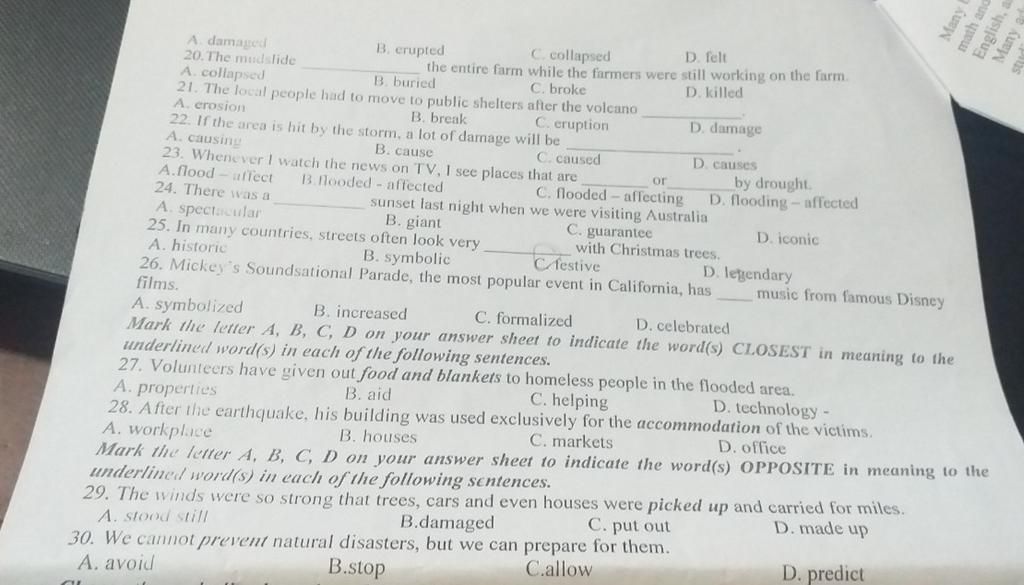 A. damaged B. erupted C. collapsed D. felt
20. The mudslide __________ the entire farm while the farmers were still working on the farm.
A. collapsed B. buried C. broke D. killed
21. The local people had to move to public shelters after the volcano __________.
A. erosion B. break C. eruption D. damage
22. If the area is hit by the storm, a lot of damage will be __________.
A. causing B. cause C. caused D. causes
23. Whenever I watch the news on TV, I see places that are ________ or ________ by drought.
A.flood – affect B.flooded - affected C. flooded – affecting D. flooding – affected
24. There was a __________ sunset last night when we were visiting Australia
A. spectacular B. giant C. guarantee D. iconic
25. In many countries, streets often look very __________ with Christmas trees.
A. historic B. symbolic C. festive D. legendary
26. Mickey's Soundsational Parade, the most popular event in California, has ____ music from famous Disney
films.
A. symbolized B. increased C. formalized D. celebrated
Mark the letter A, B, C, D on your answer sheet to indicate the word(s) CLOSEST in meaning to the
underlined word(s) in each of the following sentences.
27. Volunteers have given out food and blankets to homeless people in the flooded area.
A. properties B. aid C. helping D. technology -
28. After the earthquake, his building was used exclusively for the accommodation of the victims.
A. workplace B. houses C. markets D. office
Mark the letter A, B, C, D on your answer sheet to indicate the word(s) OPPOSITE in meaning to the
underlined word(s) in each of the following sentences.
29. The winds were so strong that trees, cars and even houses were picked up and carried for miles.
A. stood still B.damaged C. put out D. made up
30. We cannot prevent natural disasters, but we can prepare for them.
A. avoid B.stop C.allow D. predict
Many
math and
English,
Many